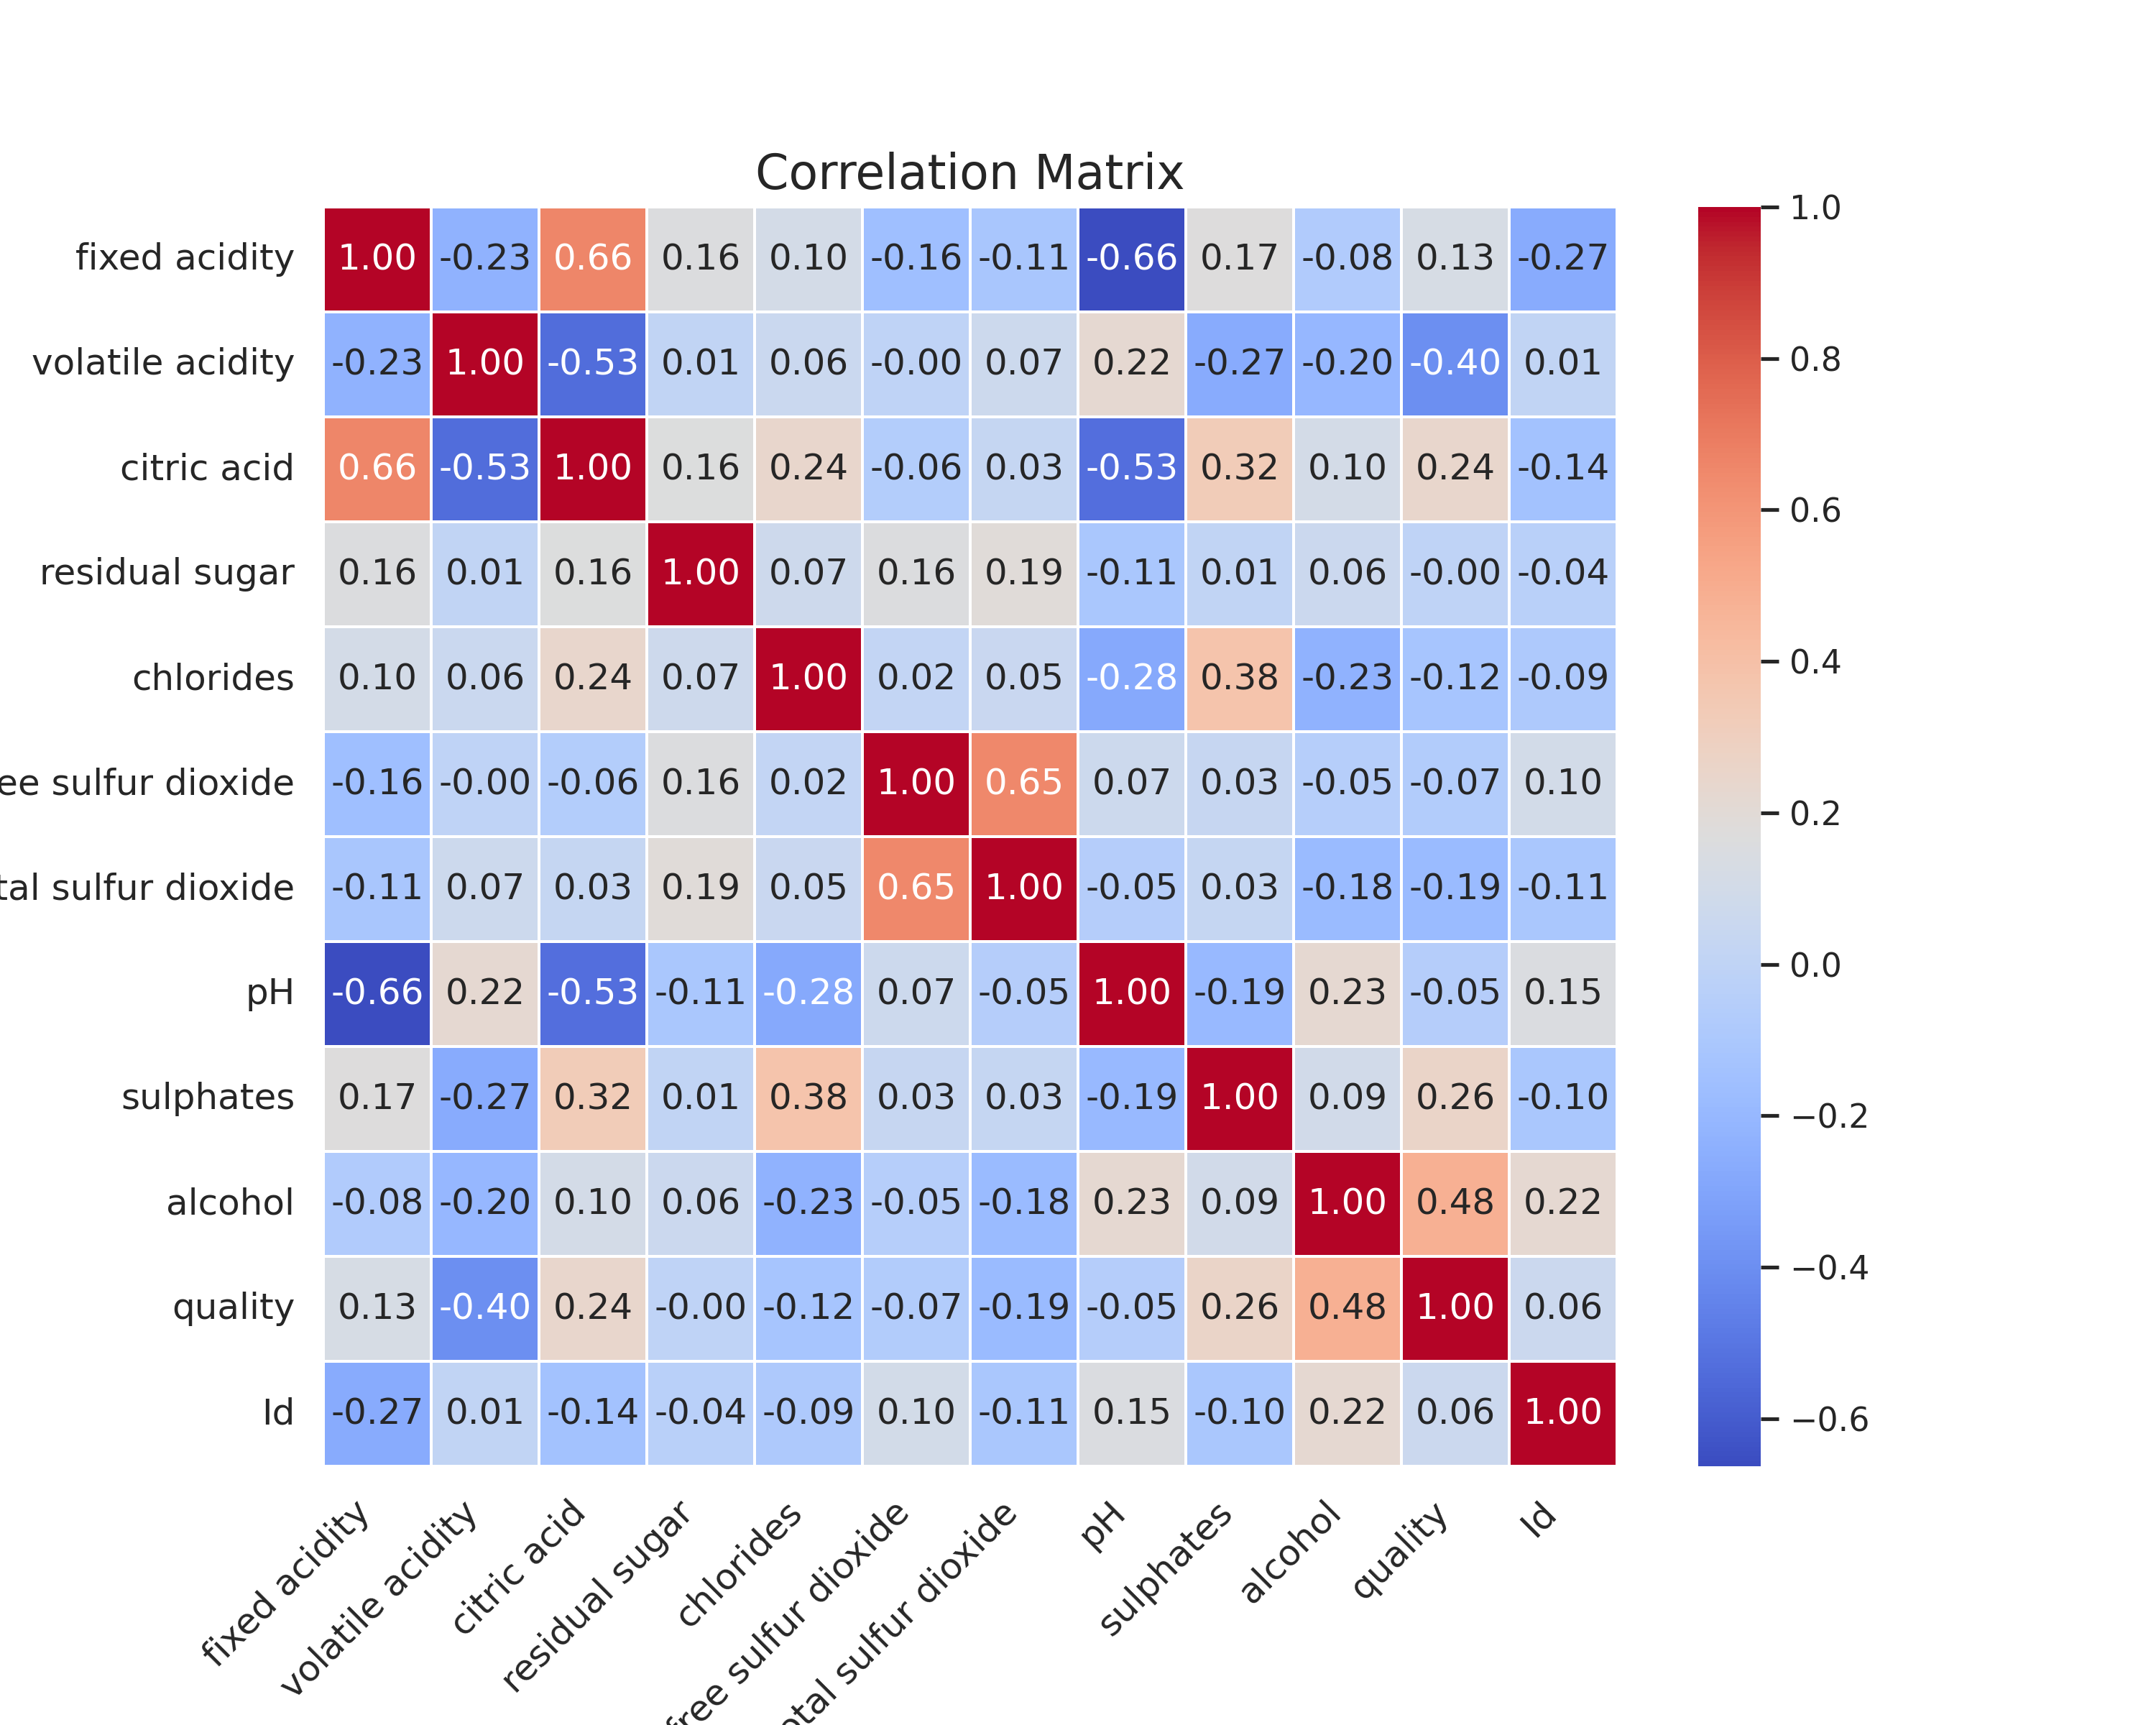 Correlation Matrix
fixed acidity 1.00 -0.23 0.66 0.16 0.10 -0.16 -0.11 -0.66 0.17 -0.08 0.13 -0.27
volatile acidity -0.23 1.00 -0.53 0.01 0.06 -0.00 0.07 0.22 -0.27 -0.20 -0.40 0.01
citric acid 0.66 -0.53 1.00 0.16 0.24 -0.06 0.03 -0.53 0.32 0.10 0.24 -0.14
residual sugar 0.16 0.01 0.16 1.00 0.07 0.16 0.19 -0.11 0.01 0.06 -0.00 -0.04
chlorides 0.10 0.06 0.24 0.07 1.00 0.02 0.05 -0.28 0.38 -0.23 -0.12 -0.09
ee sulfur dioxide -0.16 -0.00 -0.06 0.16 0.02 1.00 0.65 0.07 0.03 -0.05 -0.07 0.10
tal sulfur dioxide -0.11 0.07 0.03 0.19 0.05 0.65 1.00 -0.05 0.03 -0.18 -0.19 -0.11
pH -0.66 0.22 -0.53 -0.11 -0.28 0.07 -0.05 1.00 -0.19 0.23 -0.05 0.15
sulphates 0.17 -0.27 0.32 0.01 0.38 0.03 0.03 -0.19 1.00 0.09 0.26 -0.10
alcohol -0.08 -0.20 0.10 0.06 -0.23 -0.05 -0.18 0.23 0.09 1.00 0.48 0.22
quality 0.13 -0.40 0.24 -0.00 -0.12 -0.07 -0.19 -0.05 0.26 0.48 1.00 0.06
Id -0.27 0.01 -0.14 -0.04 -0.09 0.10 -0.11 0.15 -0.10 0.22 0.06 1.00
fixed acidity
volatile acidity
citric acid
residual sugar
chlorides
free sulfur dioxide
otal sulfur dioxide
pH
sulphates
alcohol
quality
Id
1.0
0.8
0.6
0.4
0.2
0.0
−0.2
−0.4
−0.6